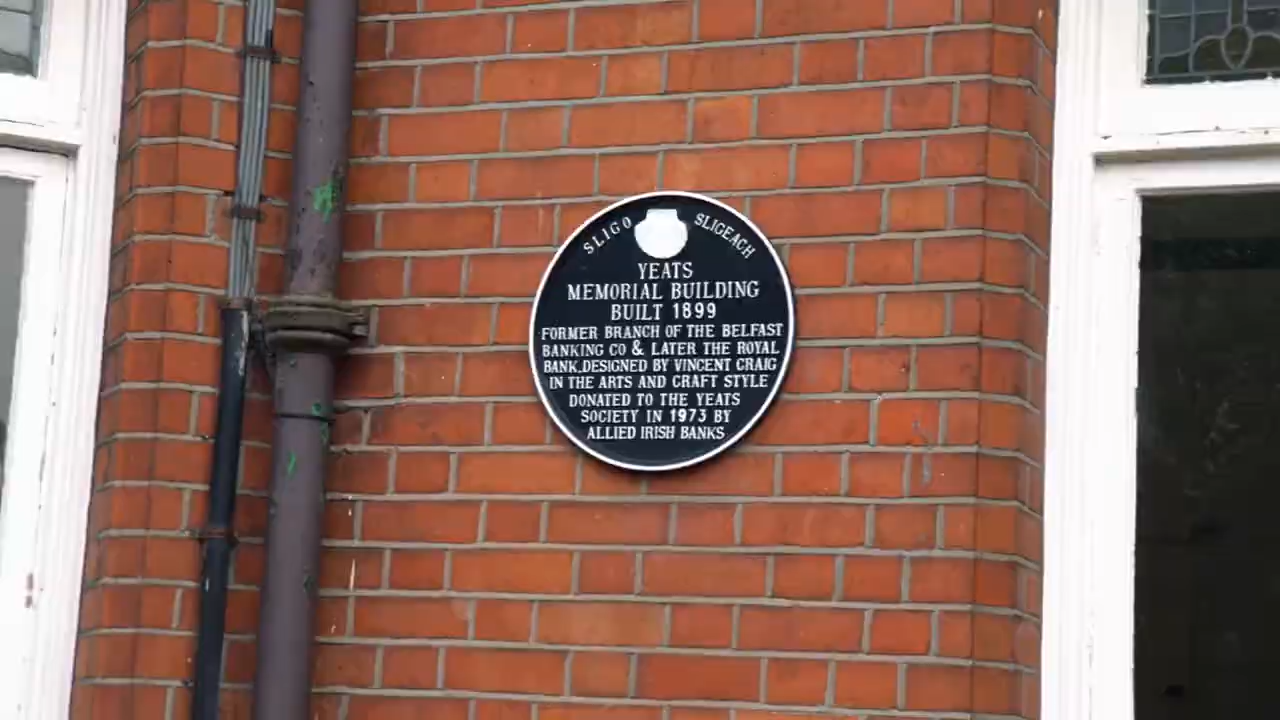 SLIGO SLIGEACH
YEATS
MEMORIAL BUILDING
BUILT 1899
FORMER BRANCH OF THE BELFAST
BANKING CO & LATER THE ROYAL
BANK,DESIGNED BY VINCENT CRAIG
IN THE ARTS AND CRAFT STYLE
DONATED TO THE YEATS
SOCIETY IN 1973 BY
ALLIED IRISH BANKS